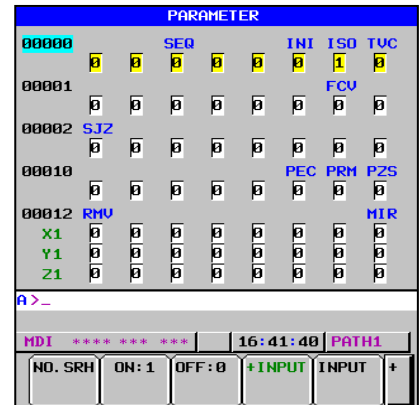 PARAMETER
00000 SEQ INI ISO TVC
0 0 0 0 0 0 1 0
00001 FCV
0 0 0 0 0 0 0 0
00002 SJZ
0 0 0 0 0 0 0 0
00010 PEC PRM PZS
0 0 0 0 0 0 0 0
00012 RMV MIR
X1 0 0 0 0 0 0 0 0
Y1 0 0 0 0 0 0 0 0
Z1 0 0 0 0 0 0 0 0
A>_
MDI **** *** *** 16:41:40 PATH1
NO.SRH ON:1 OFF:0 +INPUT INPUT +